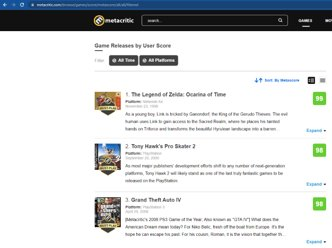 metacritic.com/browse/games/score/metascore/all/all/filtered
metacritic
search...
GAMES
Game Releases by User Score
Filter:
All Time
All Platforms
Sort: By Metascore
1. The Legend of Zelda: Ocarina of Time
Platform: Nintendo 64
November 23, 1998
99
As a young boy, Link is tricked by Ganondorf, the King of the Gerudo Thieves. The evil
human uses Link to gain access to the Sacred Realm, where he places his tainted
hands on Triforce and transforms the beautiful Hyrulean landscape into a barren
Expand
2. Tony Hawk's Pro Skater 2
Platform: PlayStation
September 20, 2000
98
As most major publishers' development efforts shift to any number of next-generation
platforms, Tony Hawk 2 will likely stand as one of the last truly fantastic games to be
released on the PlayStation.
Expand
3. Grand Theft Auto IV
Platform: PlayStation 3
April 29, 2008
98
[Metacritic's 2008 PS3 Game of the Year; Also known as "GTA IV"] What does the
American Dream mean today? For Niko Belic, fresh off the boat from Europe. It's the
hope he can escape his past. For his cousin, Roman, it is the vision that together th
Expand